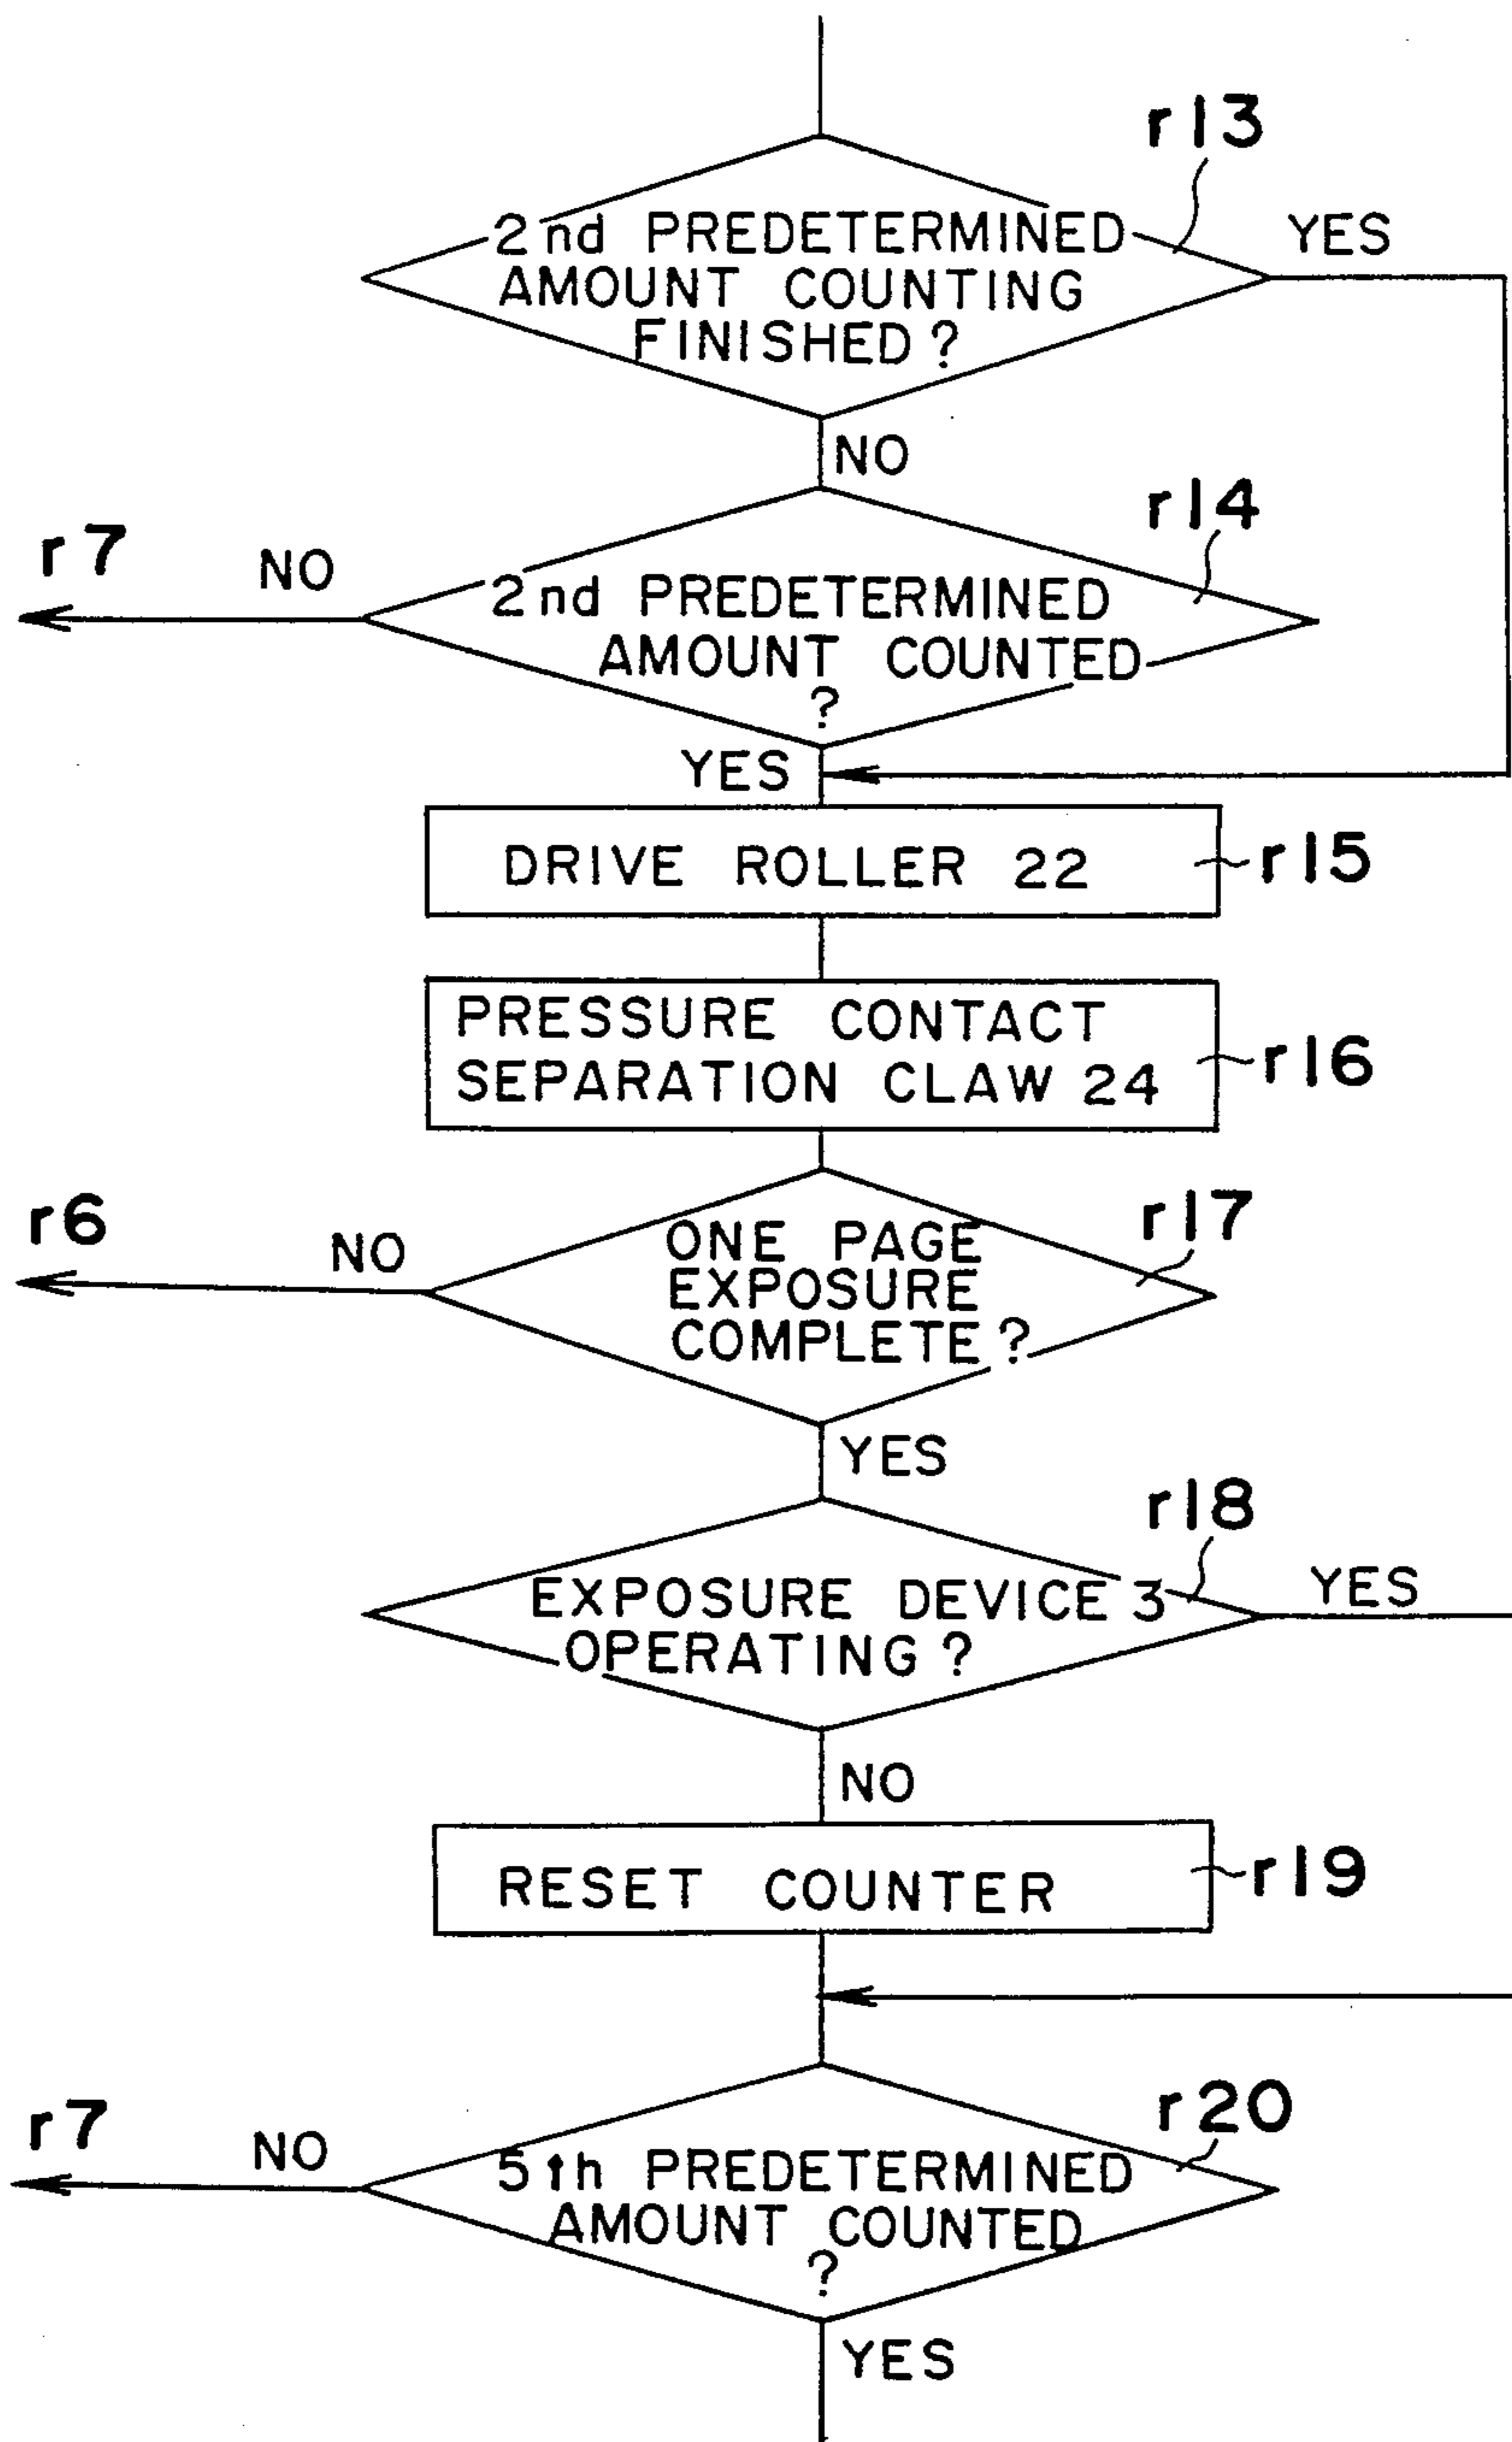 r13
2nd PREDETERMINED
YES
AMOUNT COUNTING
FINISHED?
NO
r14
r7
NO
2nd PREDETERMINED
AMOUNT COUNTED
?
YES
DRIVE ROLLER 22
r15
PRESSURE CONTACT
SEPARATION CLAW 24
r16
r6
NO
r17
ONE PAGE
EXPOSURE
COMPLETE?
YES
r18
EXPOSURE DEVICE 3
YES
OPERATING?
NO
RESET COUNTER
r19
r20
r7
NO
5th PREDETERMINED
AMOUNT COUNTED
?
YES